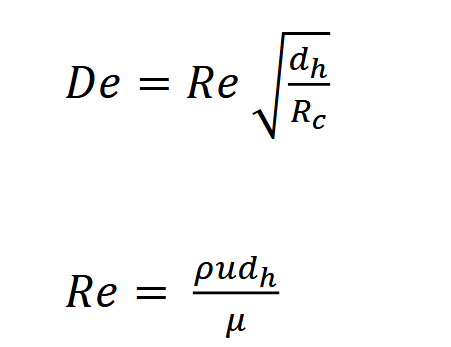 De = Re √(d_h/R_c)
Re = ρud_h/μ